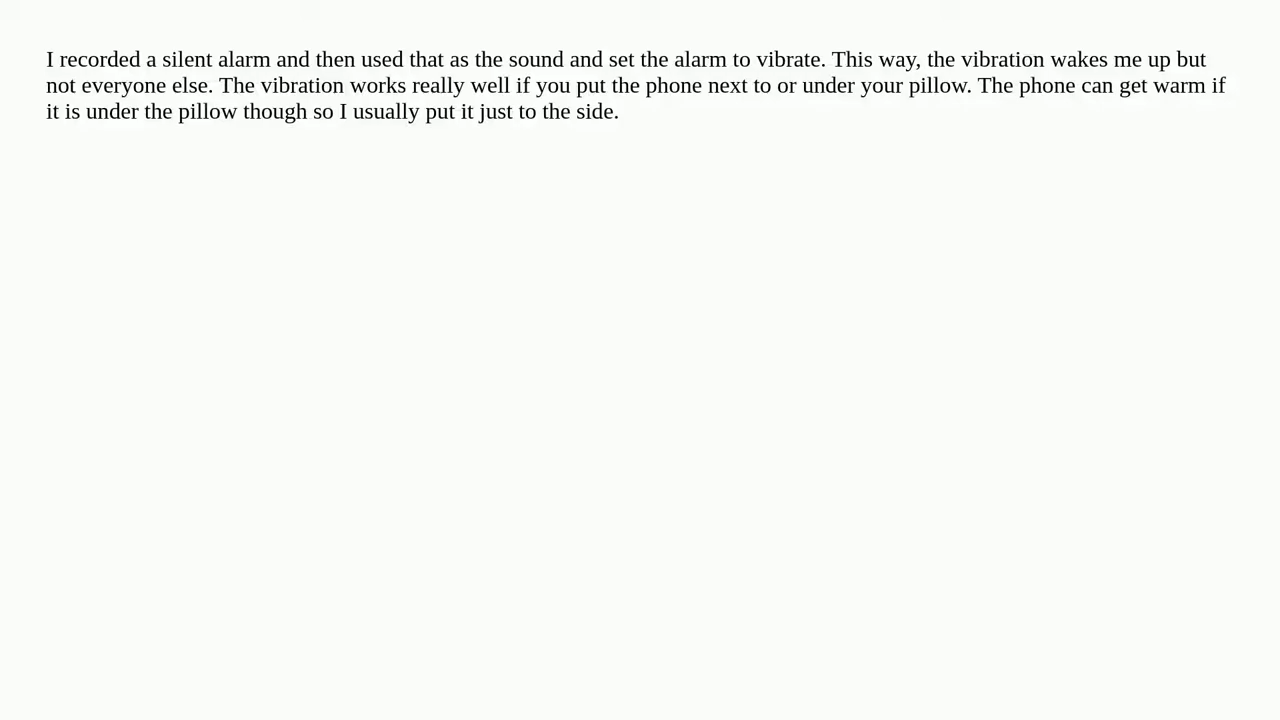 I recorded a silent alarm and then used that as the sound and set the alarm to vibrate. This way, the vibration wakes me up but
not everyone else. The vibration works really well if you put the phone next to or under your pillow. The phone can get warm if
it is under the pillow though so I usually put it just to the side.